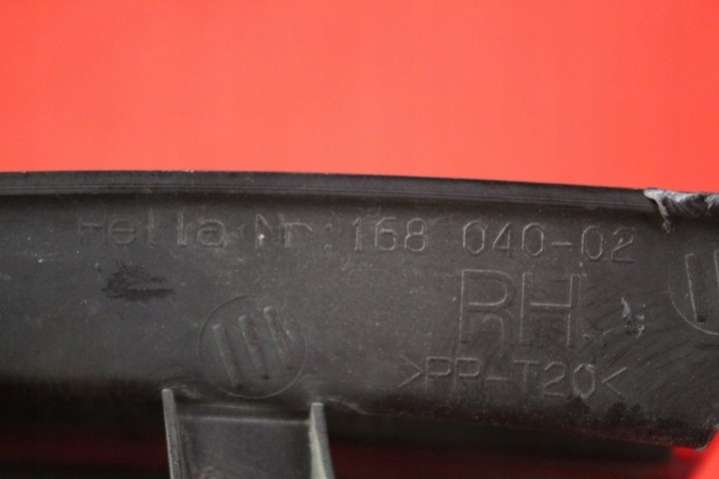 Hella Nr. 168 040-02
RH
>PP-T20<